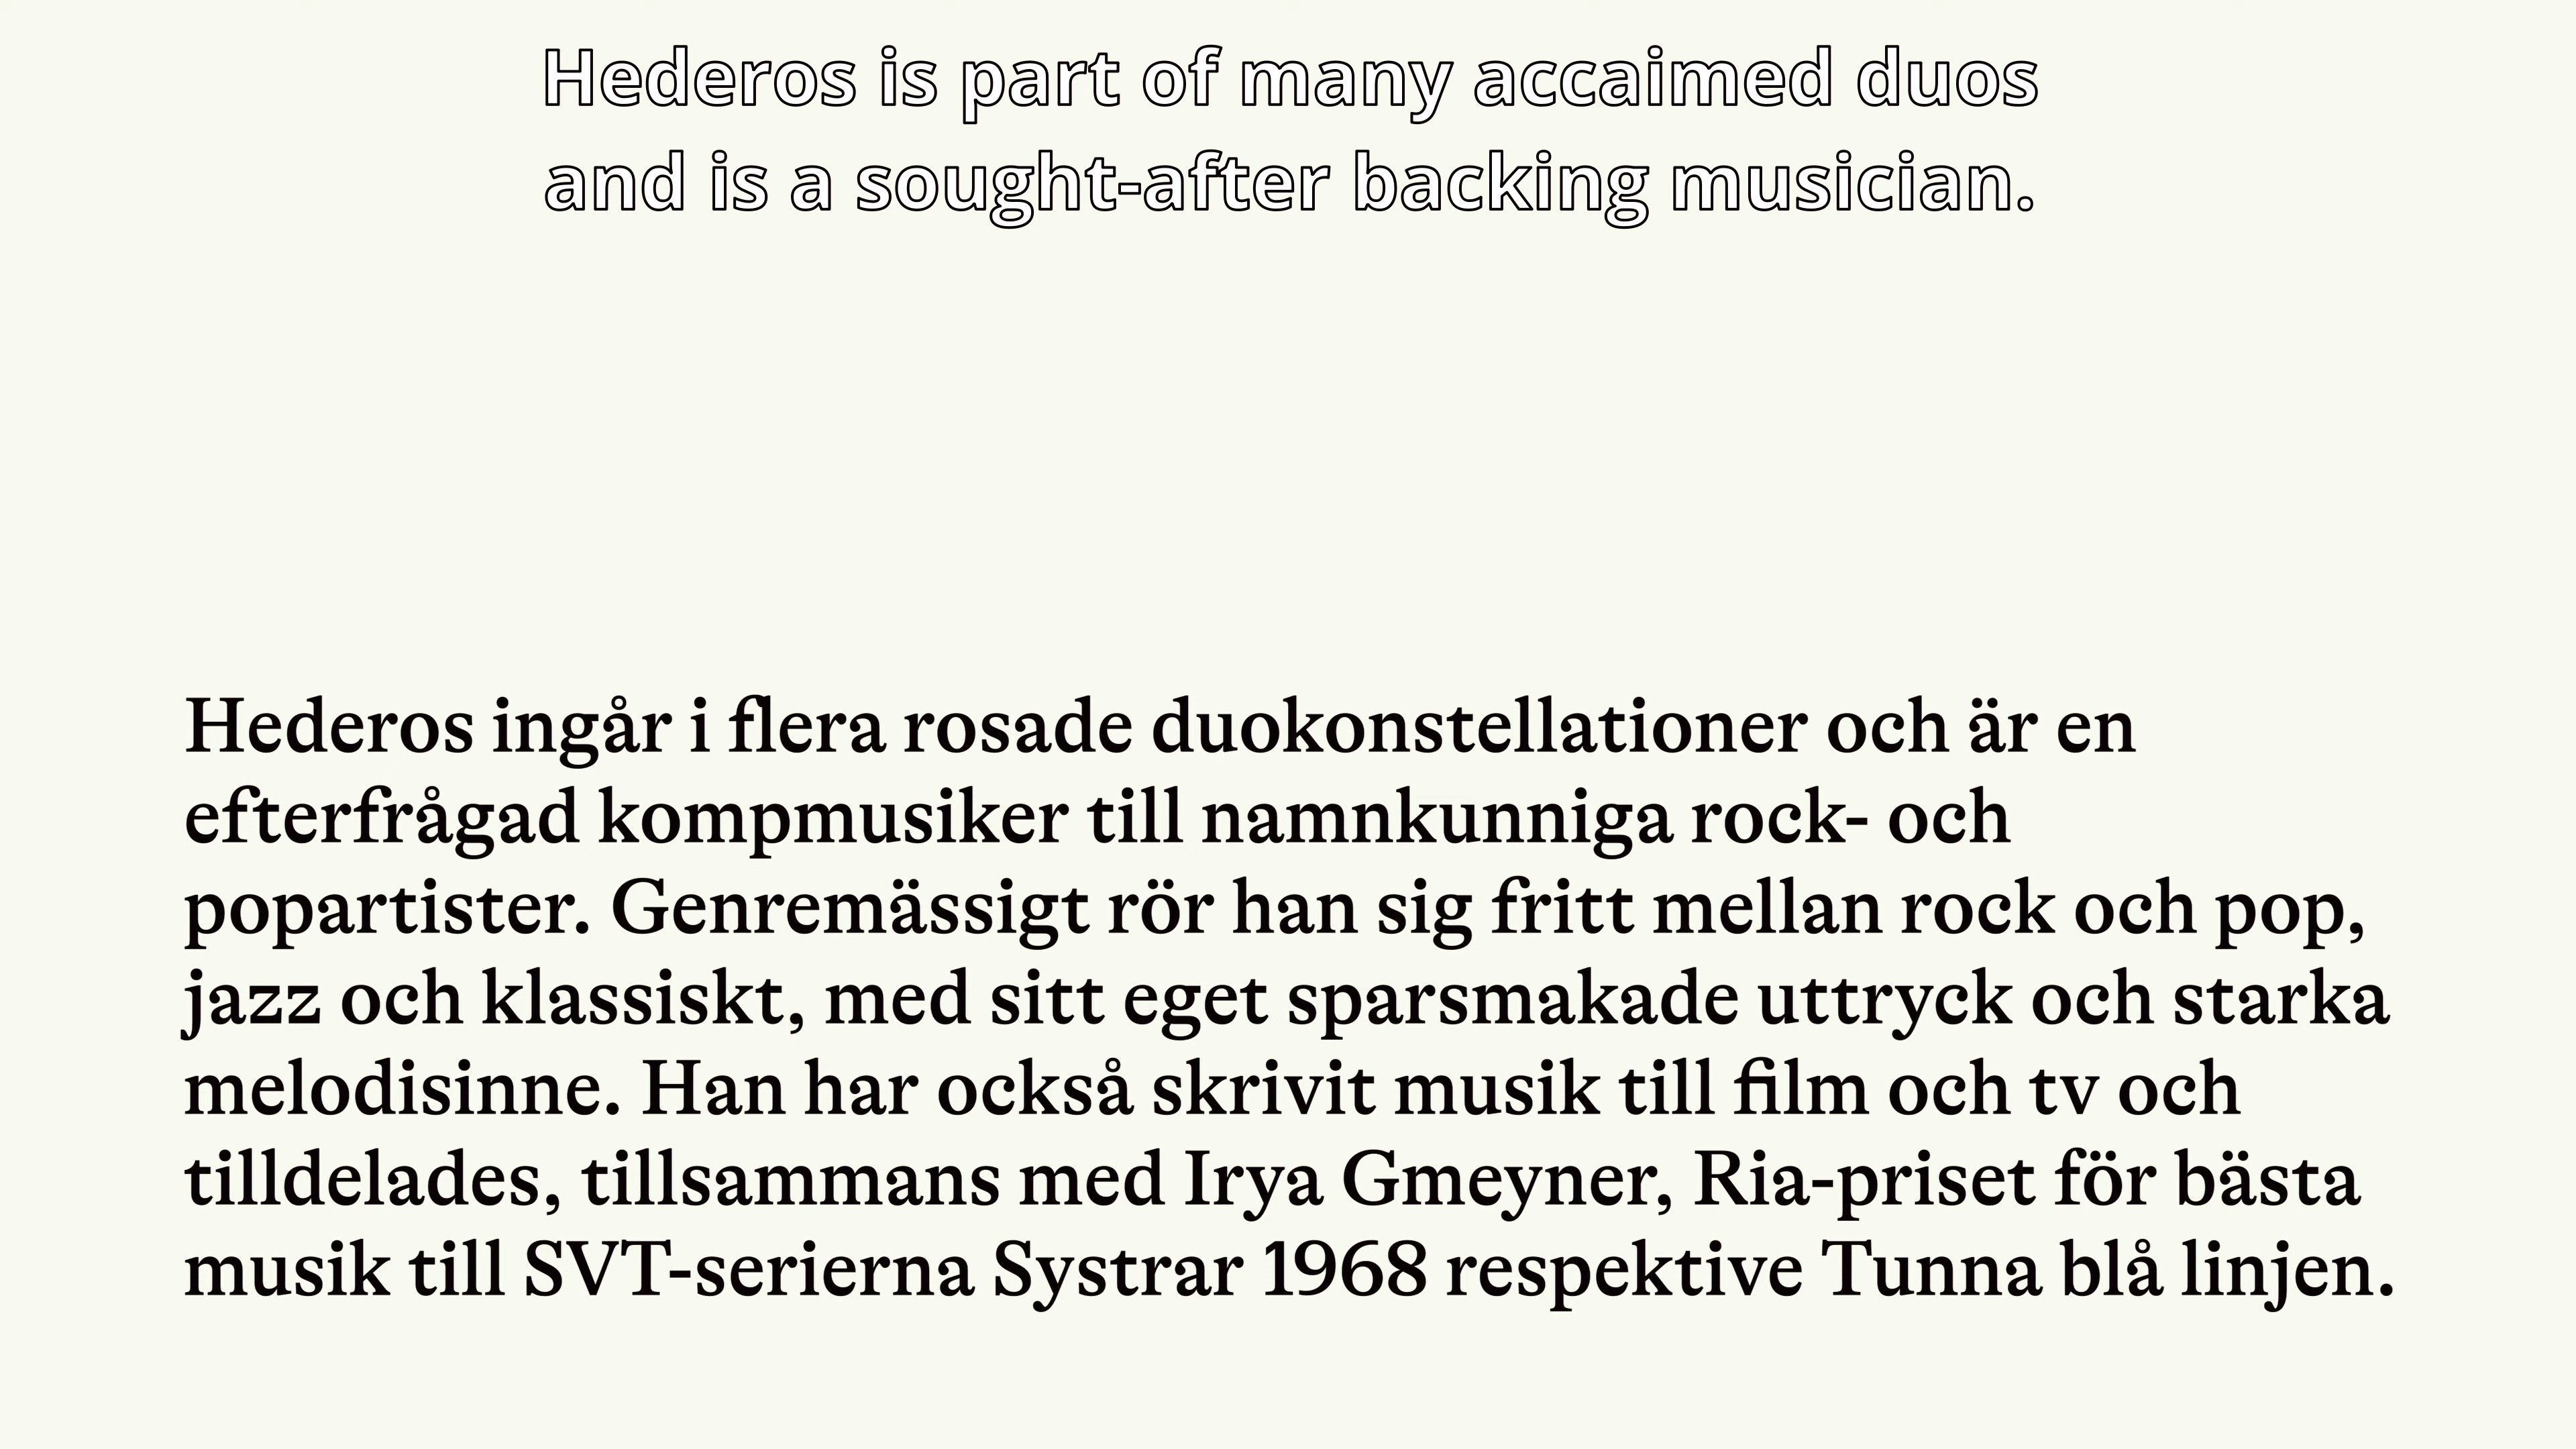 Hederos is part of many accaimed duos
and is a sought-after backing musician.
Hederos ingår i flera rosade duokonstellationer och är en
efterfrågad kompmusiker till namnkunniga rock- och
popartister. Genremässigt rör han sig fritt mellan rock och pop,
jazz och klassiskt, med sitt eget sparsmakade uttryck och starka
melodisinne. Han har också skrivit musik till film och tv och
tilldelades, tillsammans med Irya Gmeyner, Ria-priset för bästa
musik till SVT-serierna Systrar 1968 respektive Tunna blå linjen.